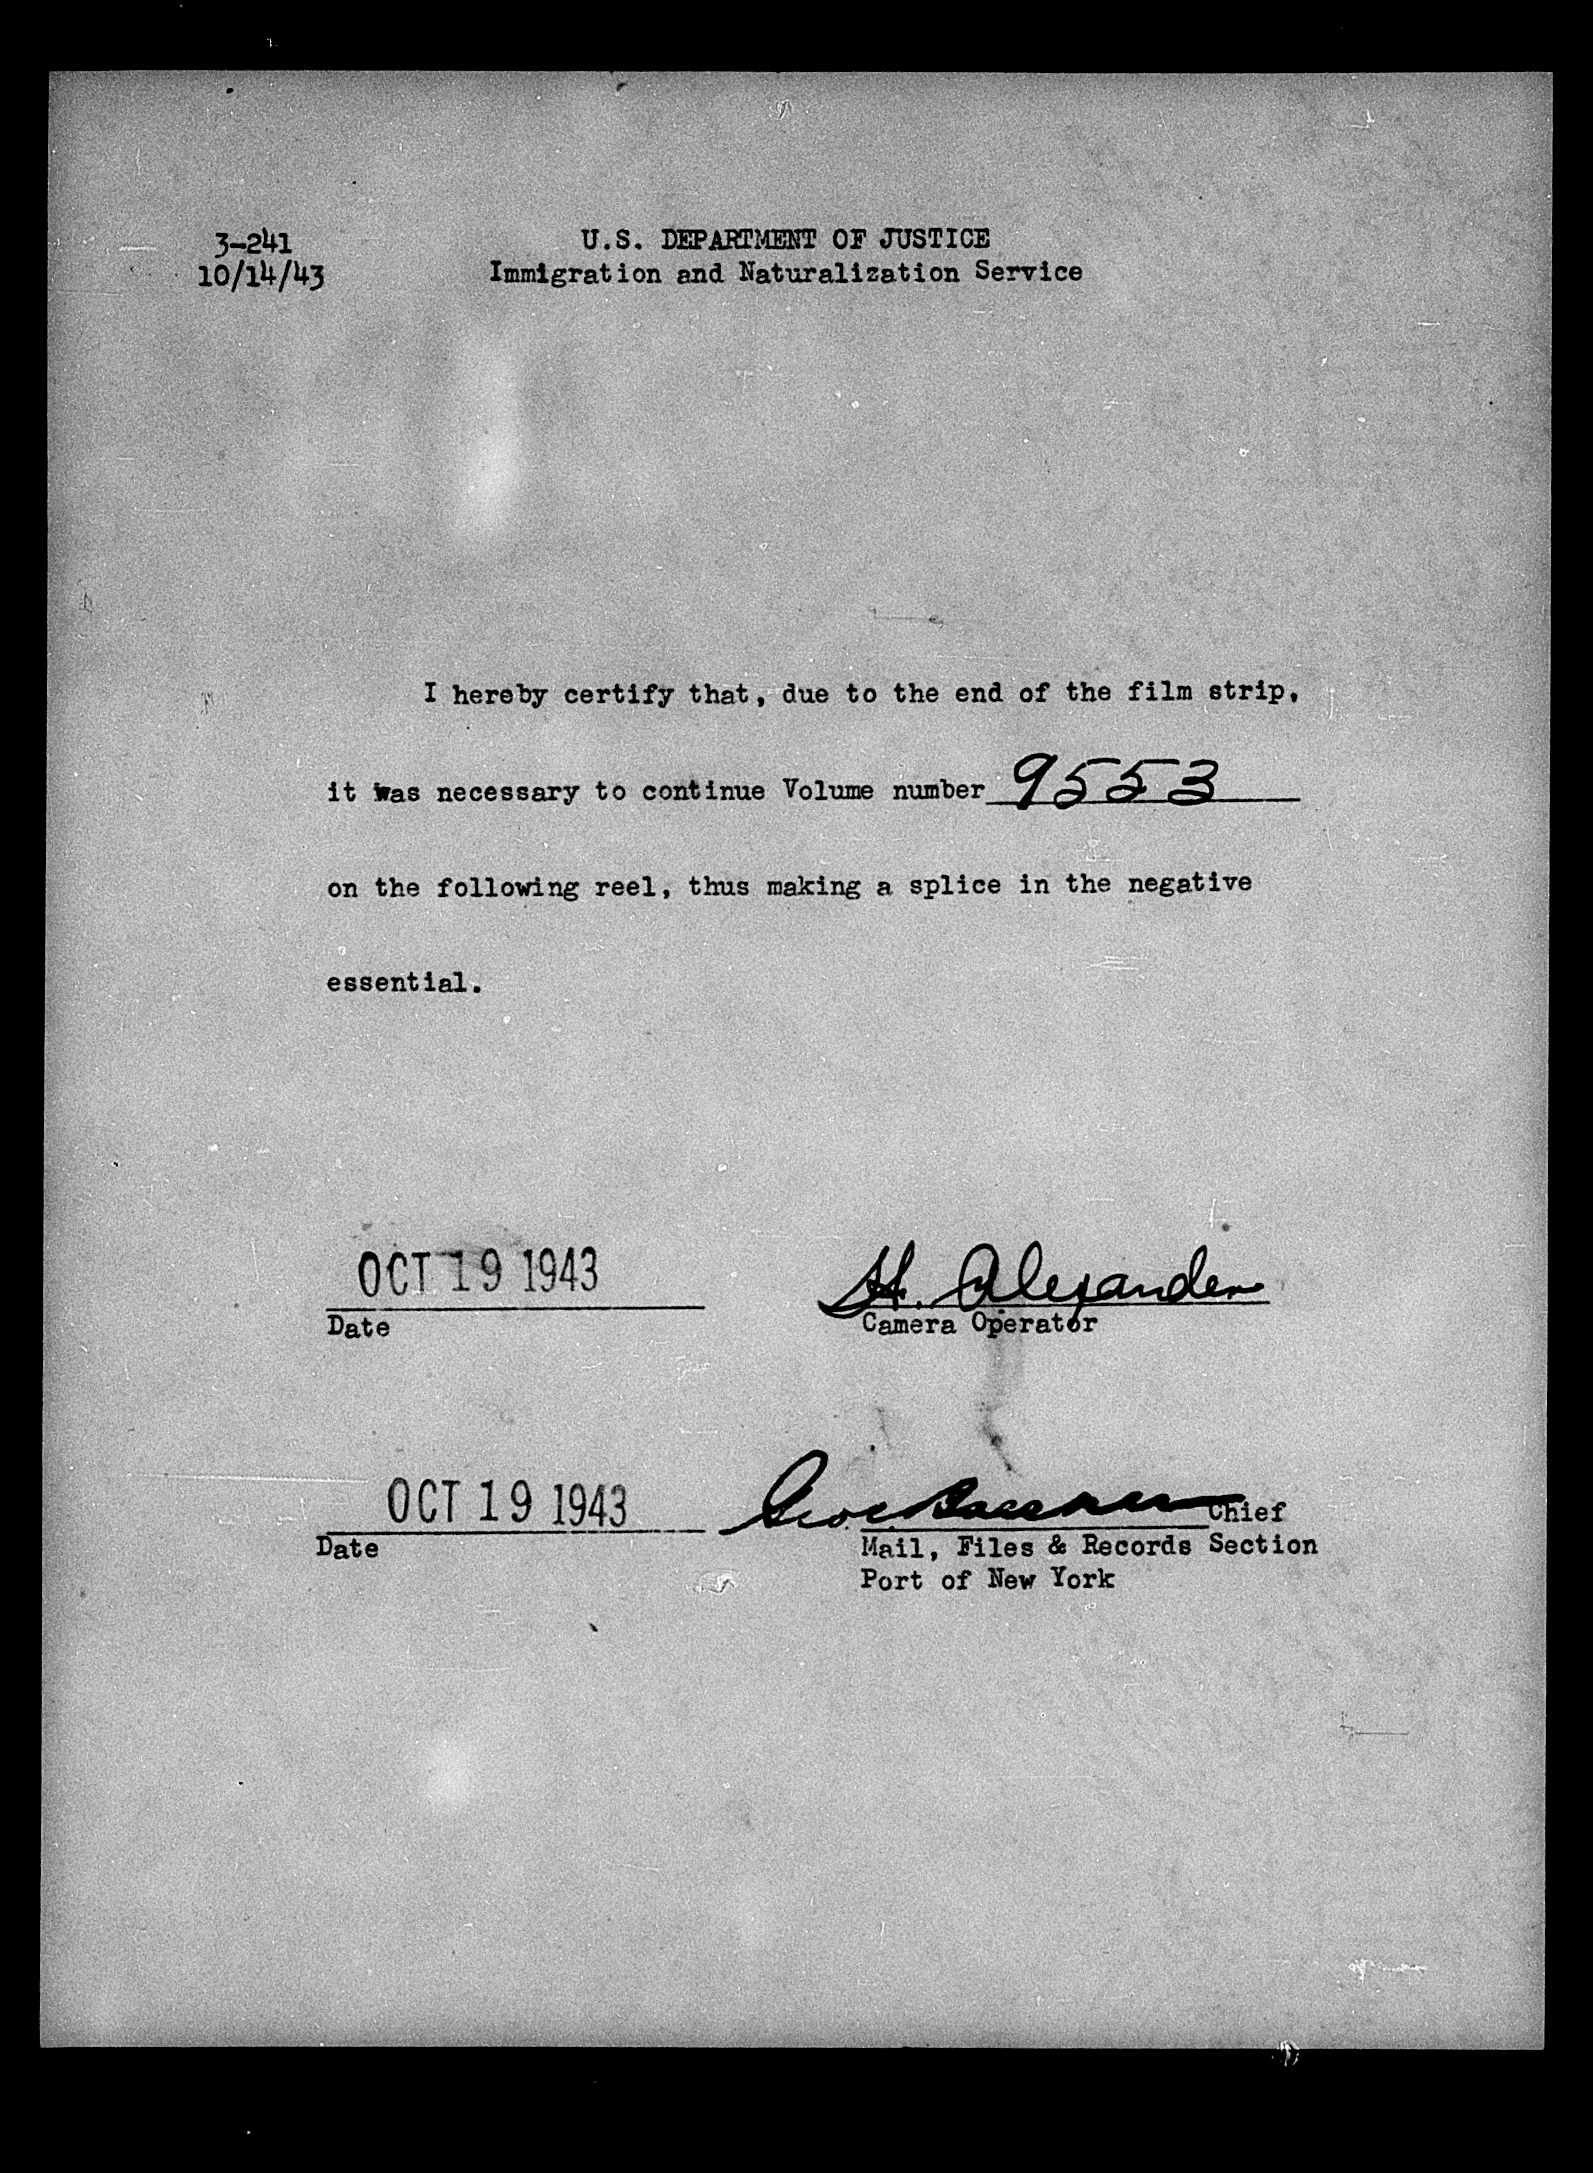 3-241
10/14/43
U.S. DEPARTMENT OF JUSTICE
Immigration and Naturalization Service
I hereby certify that, due to the end of the film strip,
it was necessary to continue Volume number 9553
on the following reel, thus making a splice in the negative
essential.
OCT 19 1943
Date
H. Alexander
Camera Operator
OCT 19 1943
Date
Chief
Mail, Files & Records Section
Port of New York